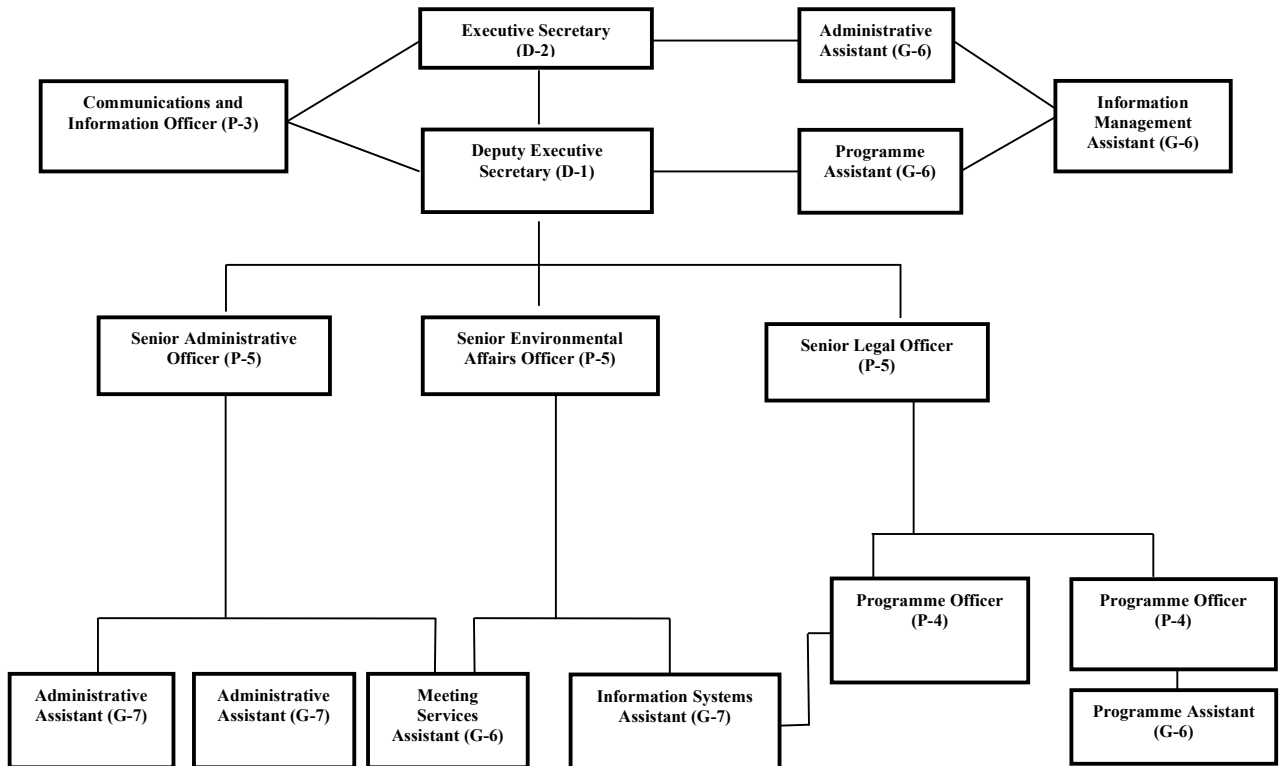 Executive Secretary
(D-2)
Administrative
Assistant (G-6)
Communications and
Information Officer (P-3)
Information
Management
Assistant (G-6)
Deputy Executive
Secretary (D-1)
Programme
Assistant (G-6)
Senior Administrative
Officer (P-5)
Senior Environmental
Affairs Officer (P-5)
Senior Legal Officer
(P-5)
Programme Officer
(P-4)
Programme Officer
(P-4)
Administrative
Assistant (G-7)
Administrative
Assistant (G-7)
Meeting
Services
Assistant (G-6)
Information Systems
Assistant (G-7)
Programme Assistant
(G-6)